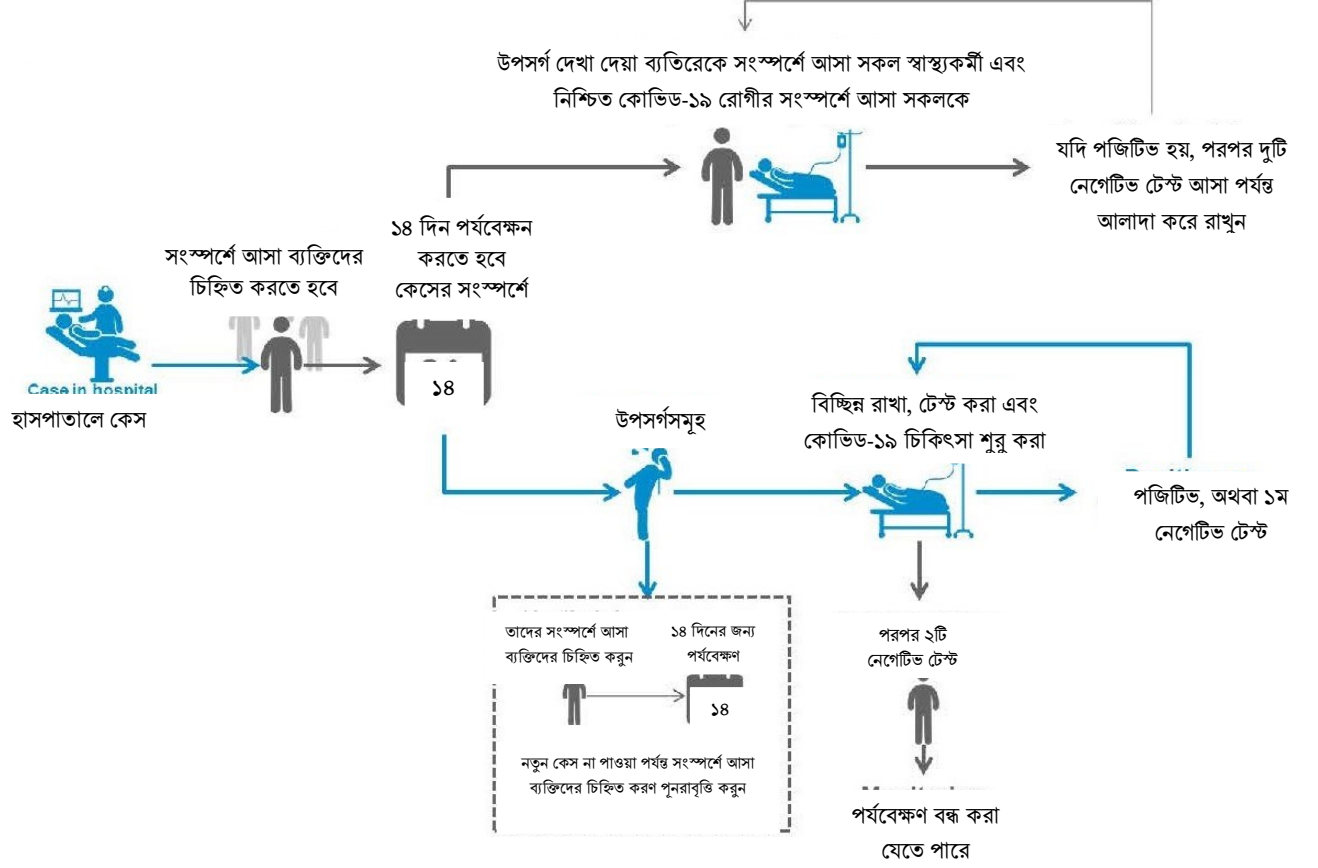 উপসর্গ দেখা দেয়া ব্যতিরেকে সংস্পর্শে আসা সকল স্বাস্থ্যকর্মী এবং
নিশ্চিত কোভিড-১৯ রোগীর সংস্পর্শে আসা সকলকে
যদি পজিটিভ হয়, পরপর দুটি
নেগেটিভ টেস্ট আসা পর্যন্ত
আলাদা করে রাখুন
১৪ দিন পর্যবেক্ষন
করতে হবে
কেসের সংস্পর্শে
সংস্পর্শে আসা ব্যক্তিদের
চিহ্নিত করতে হবে
১৪
Case in hospital
হাসপাতালে কেস
উপসর্গসমূহ
বিচ্ছিন্ন রাখা, টেস্ট করা এবং
কোভিড-১৯ চিকিৎসা শুরু করা
পজিটিভ, অথবা ১ম
নেগেটিভ টেস্ট
তাদের সংস্পর্শে আসা
ব্যক্তিদের চিহ্নিত করুন
১৪ দিনের জন্য
পর্যবেক্ষণ
১৪
নতুন কেস না পাওয়া পর্যন্ত সংস্পর্শে আসা
ব্যক্তিদের চিহ্নিত করণ পূনরাবৃত্তি করুন
পরপর ২টি
নেগেটিভ টেস্ট
পর্যবেক্ষণ বন্ধ করা
যেতে পারে